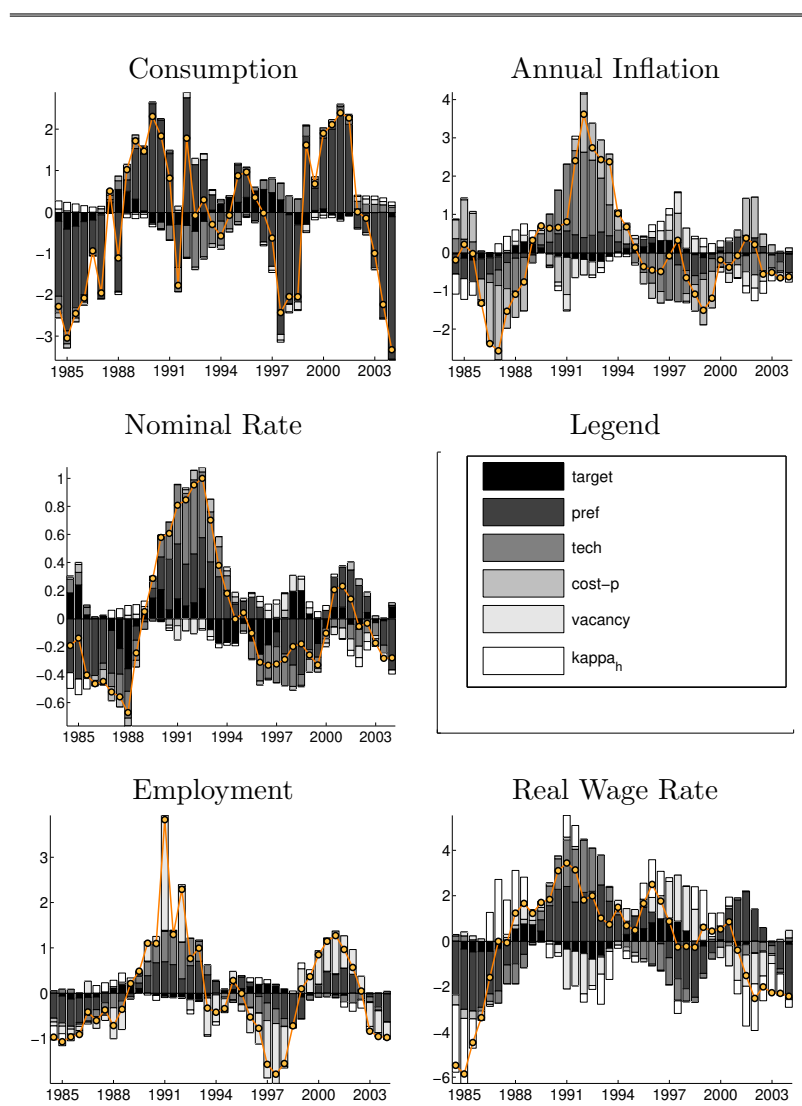 Consumption
2
1
0
−1
−2
−3
1985 1988 1991 1994 1997 2000 2003
Annual Inflation
4
3
2
1
0
−2
1985 1988 1991 1994 1997 2000 2003
Nominal Rate
1
0.8
0.6
0.4
0.2
0
−0.2
−0.4
−0.6
1985 1988 1991 1994 1997 2000 2003
Legend
target
pref
tech
cost−p
vacancy
kappa_h
Employment
3
2
1
0
−1
1985 1988 1991 1994 1997 2000 2003
Real Wage Rate
4
2
0
−2
−4
−6
1985 1988 1991 1994 1997 2000 2003